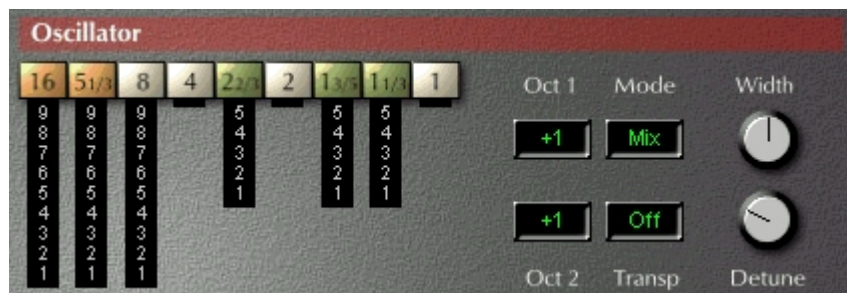 Oscillator
16 5 1/3 8 4 2 2/3 2 1 3/5 1 1/3 1
9 9 9 5 5 5
8 8 8 4 4 4
7 7 7 3 3 3
6 6 6 2 2 2
5 5 5 1 1 1
4 4 4
3 3 3
2 2 2
1 1 1
Oct 1 Mode Width
+1 Mix
+1 Off
Oct 2 Transp Detune